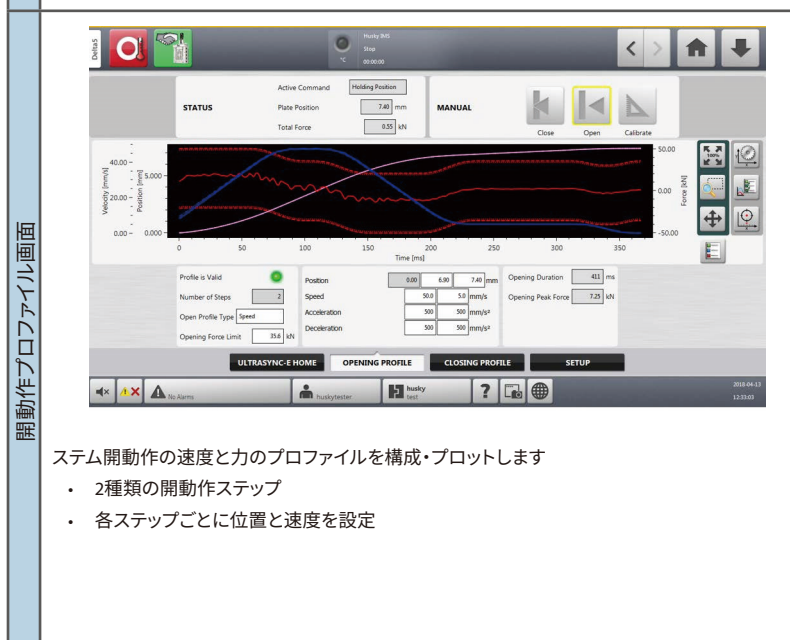 開動作プロファイル画面
Delta5
Husky IMS
Stop
°C 00:00:00
STATUS
Active Command Holding Position
Plate Position 7.40 mm
Total Force 0.55 kN
MANUAL
Close Open Calibrate
Velocity [mm/s]
40.00
20.00
0.00
Position [mm]
5.000
0.000
50.00
0.00
-50.00
Force [kN]
0 50 100 150 200 250 300 350
Time [ms]
100%
Profile is Valid
Number of Steps 2
Open Profile Type Speed
Opening Force Limit 35.6 kN
Position 0.00 6.90 7.40 mm
Speed 50.0 5.0 mm/s
Acceleration 500 500 mm/s²
Deceleration 500 500 mm/s²
Opening Duration 411 ms
Opening Peak Force 7.25 kN
ULTRASYNC-E HOME OPENING PROFILE CLOSING PROFILE SETUP
No Alarms
huskytester
husky
test
?
2018-04-13
12:33:03
ステム開動作の速度と力のプロファイルを構成・プロットします
• 2種類の開動作ステップ
• 各ステップごとに位置と速度を設定